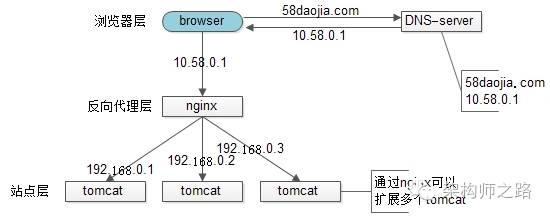 58daojia.com
浏览器层
browser
DNS-server
10.58.0.1
10.58.0.1
58daojia.com
10.58.0.1
反向代理层
nginx
192.168.0.1
192.168.0.2
192.168.0.3
站点层
tomcat
tomcat
tomcat
通过nginx可以
扩展多个tomcat
架构师之路